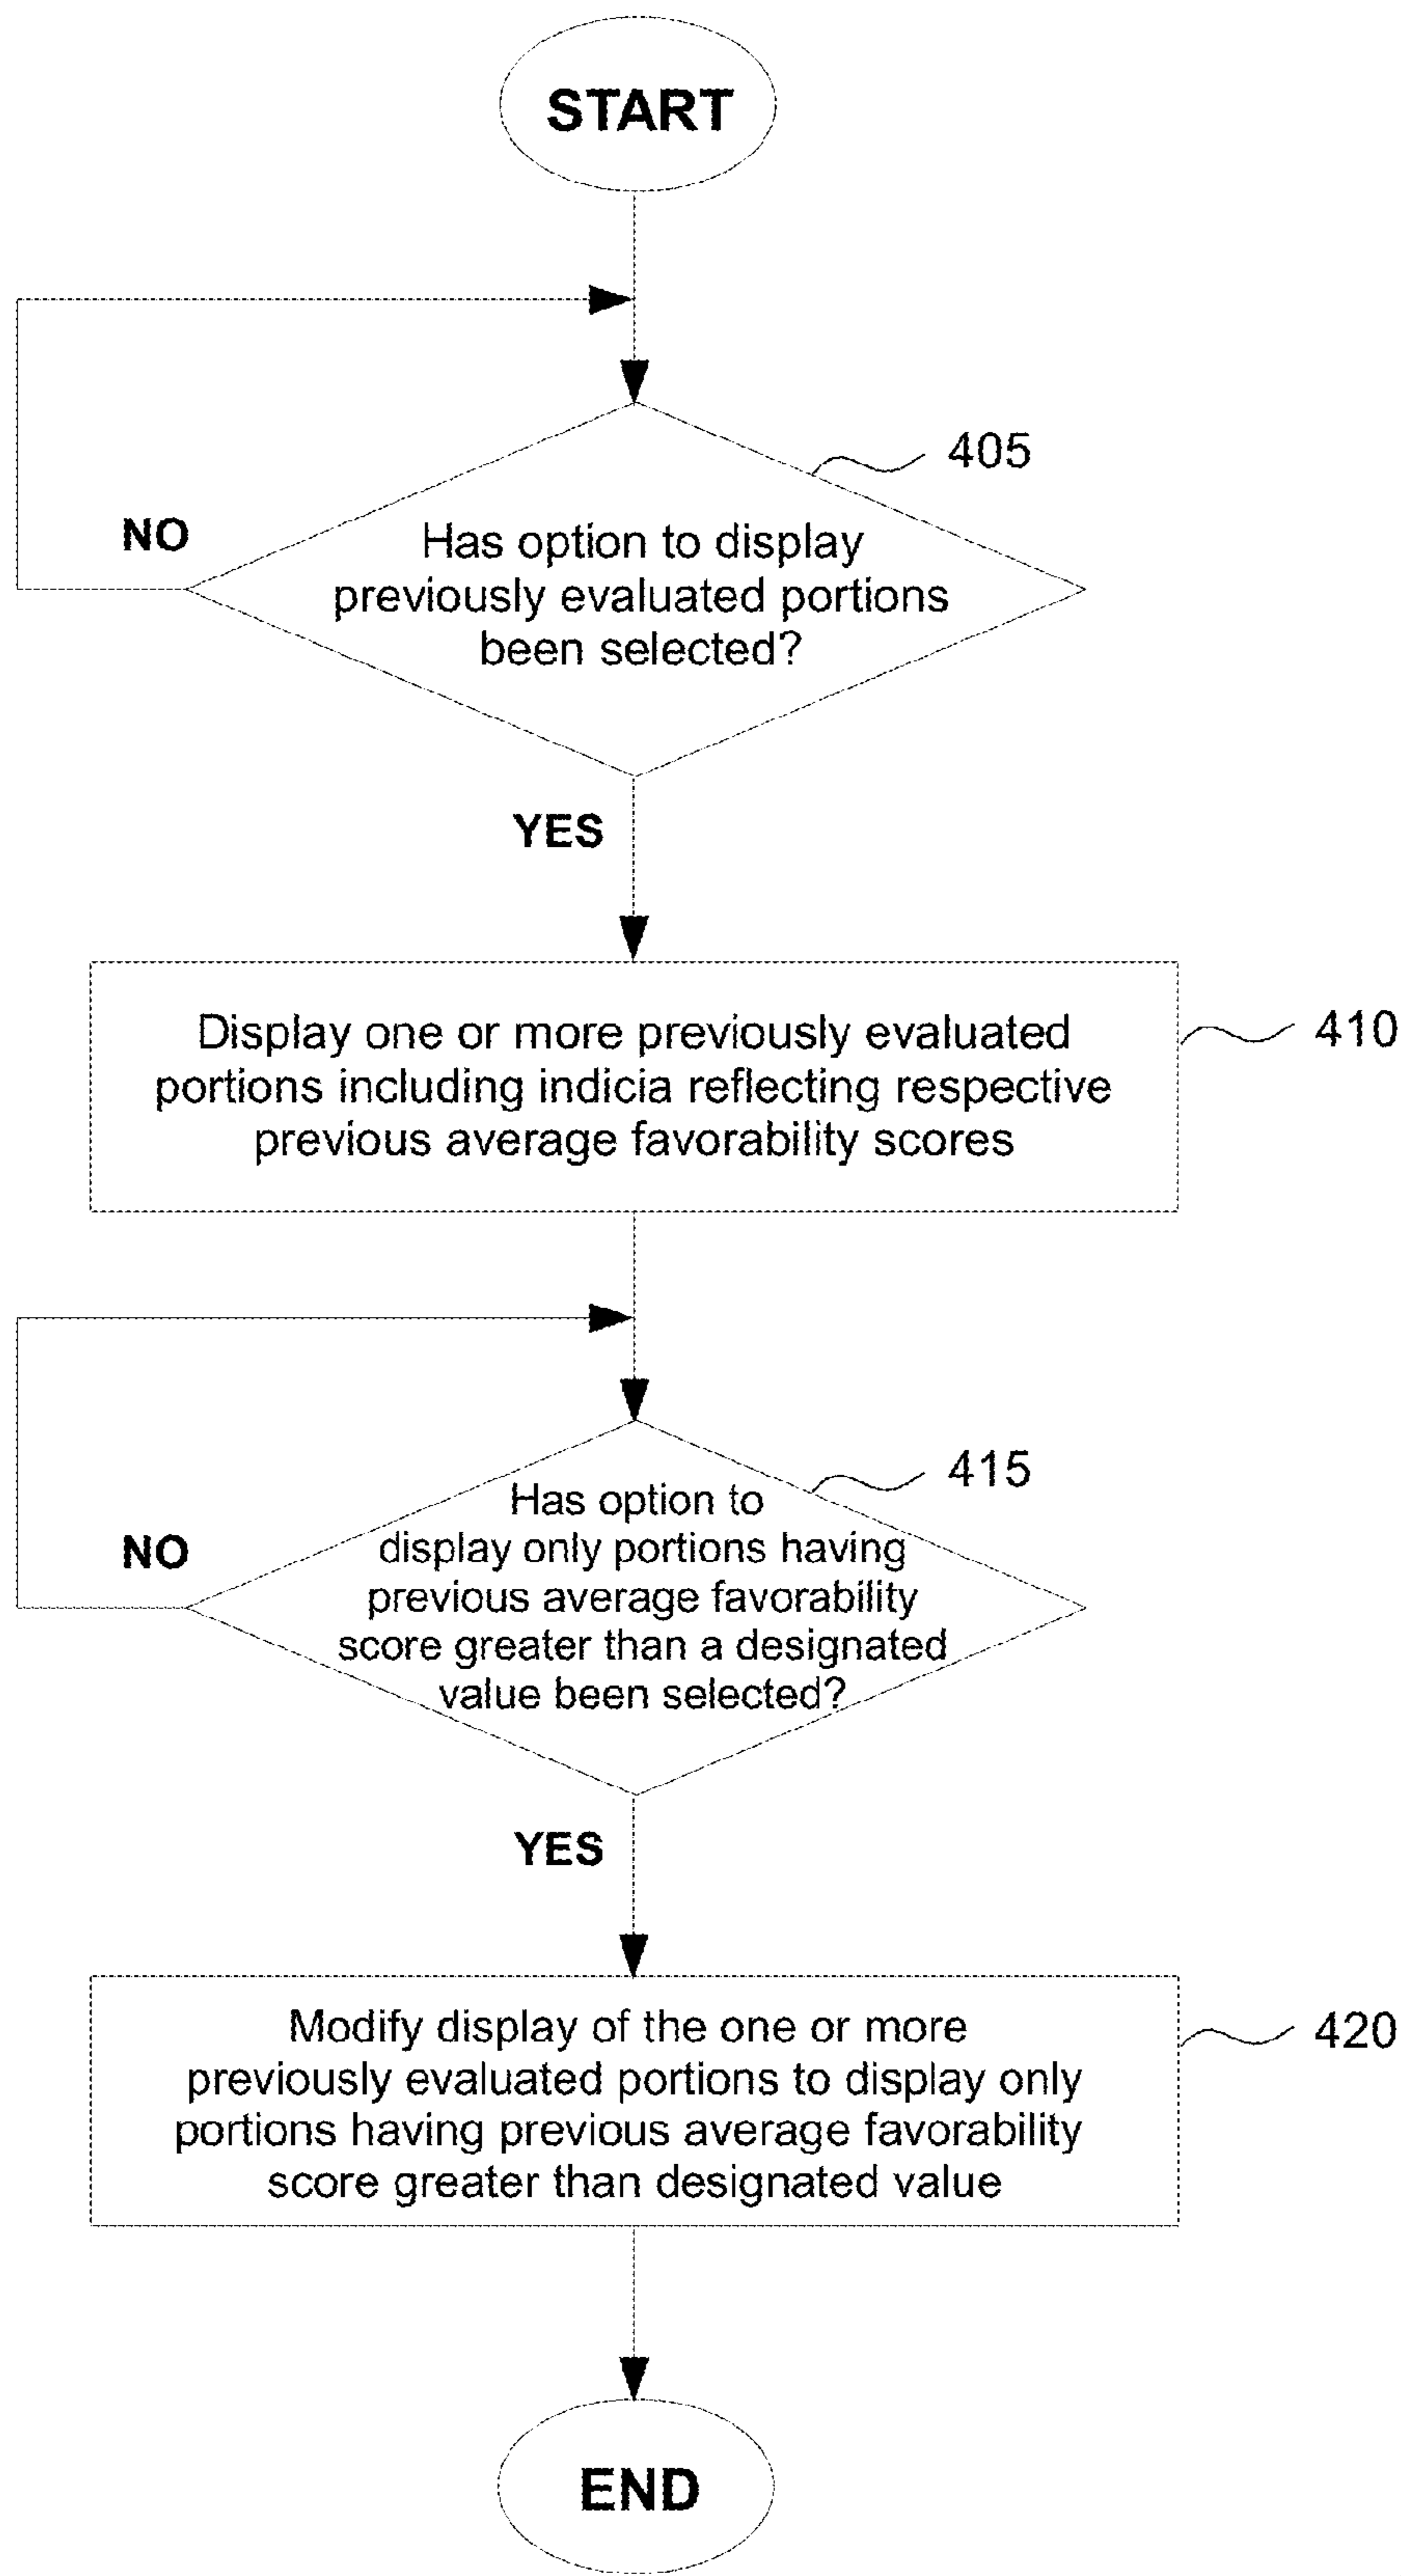 START
405
NO
Has option to display
previously evaluated portions
been selected?
YES
Display one or more previously evaluated
portions including indicia reflecting respective
previous average favorability scores
410
415
Has option to
display only portions having
NO
previous average favorability
score greater than a designated
value been selected?
YES
Modify display of the one or more
previously evaluated portions to display only
portions having previous average favorability
score greater than designated value
420
END